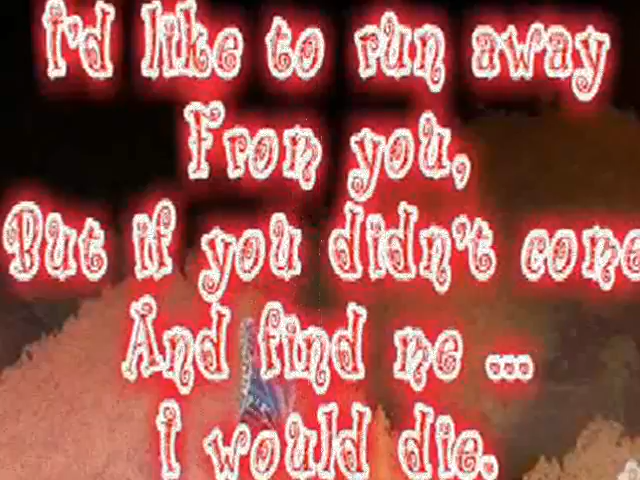 I'd like to run away
From you,
But if you didn't come
And find me ...
I would die.